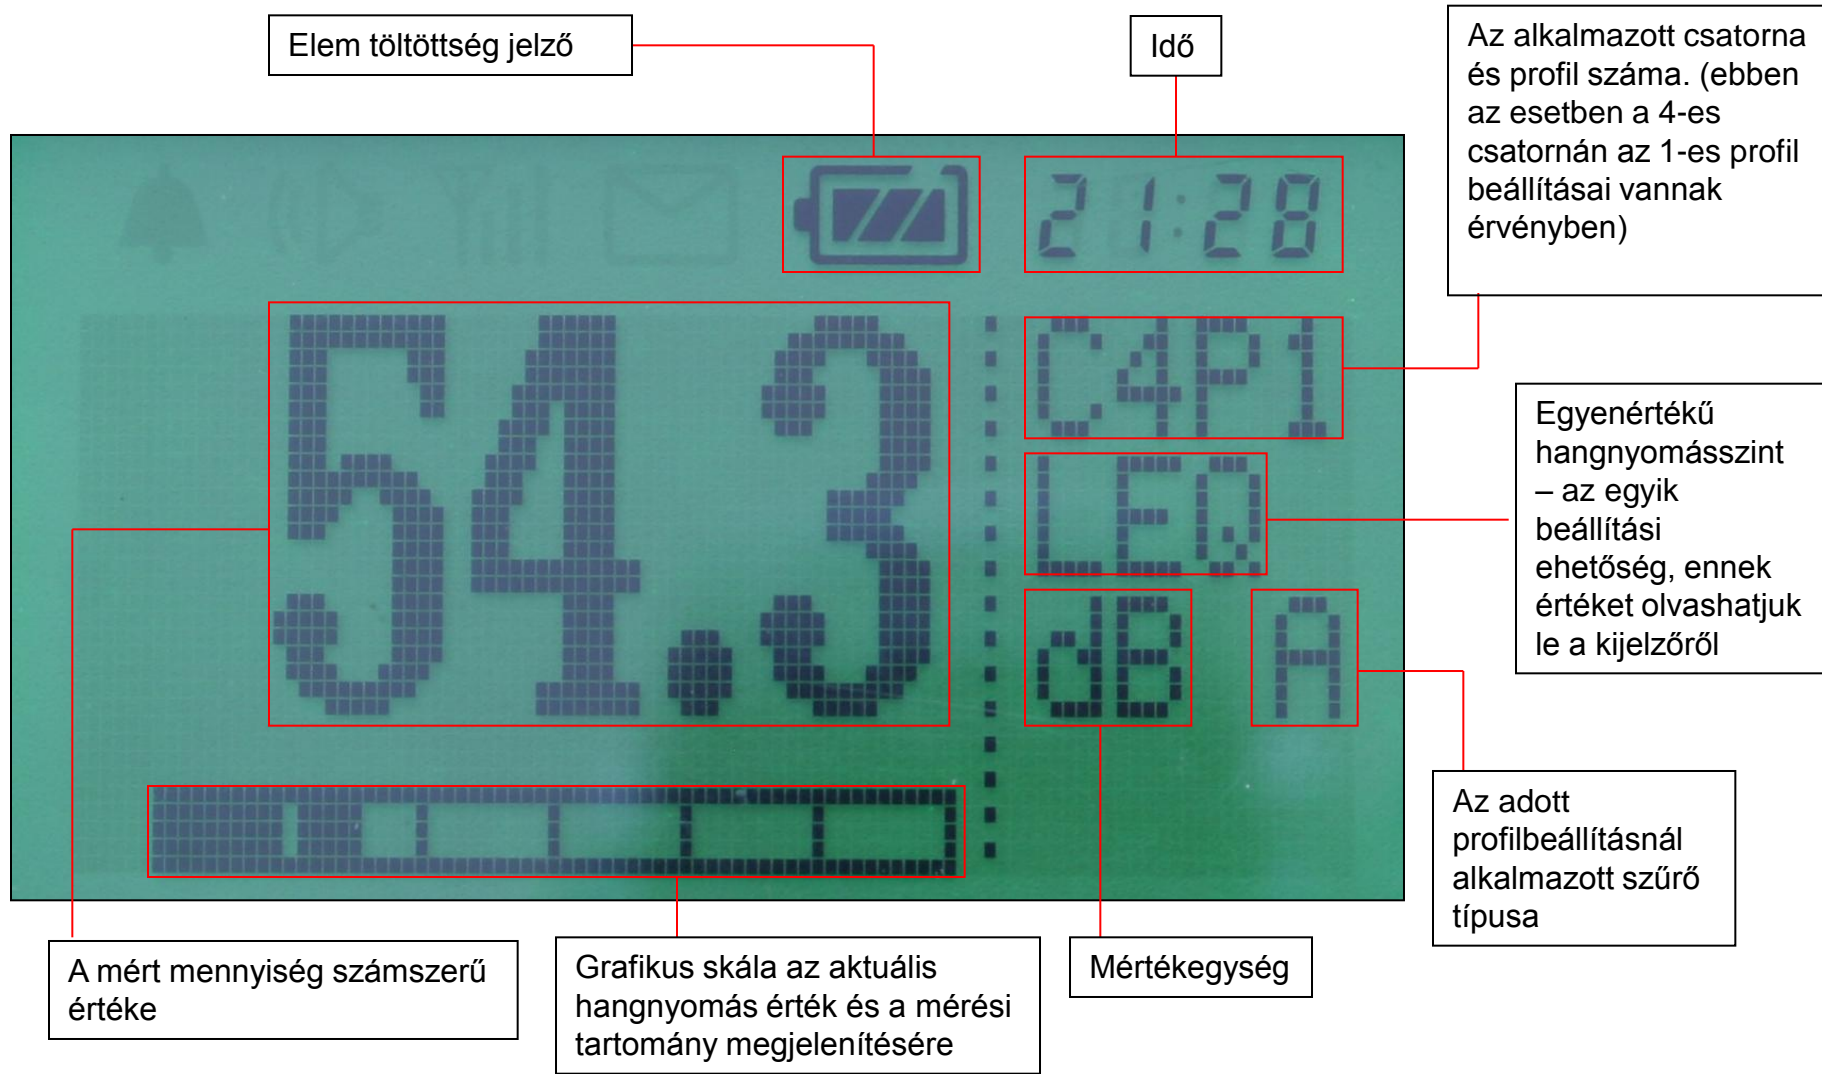 Elem töltöttség jelző
Idő
Az alkalmazott csatorna
és profil száma. (ebben
az esetben a 4-es
csatornán az 1-es profil
beállításai vannak
érvényben)
21:28
54.3
C4P1
LEQ
dB A
Egyenértékű
hangnyomásszint
– az egyik
beállítási
ehetőség, ennek
értéket olvashatjuk
le a kijelzőről
Az adott
profilbeállításnál
alkalmazott szűrő
típusa
A mért mennyiség számszerű
értéke
Grafikus skála az aktuális
hangnyomás érték és a mérési
tartomány megjelenítésére
Mértékegység